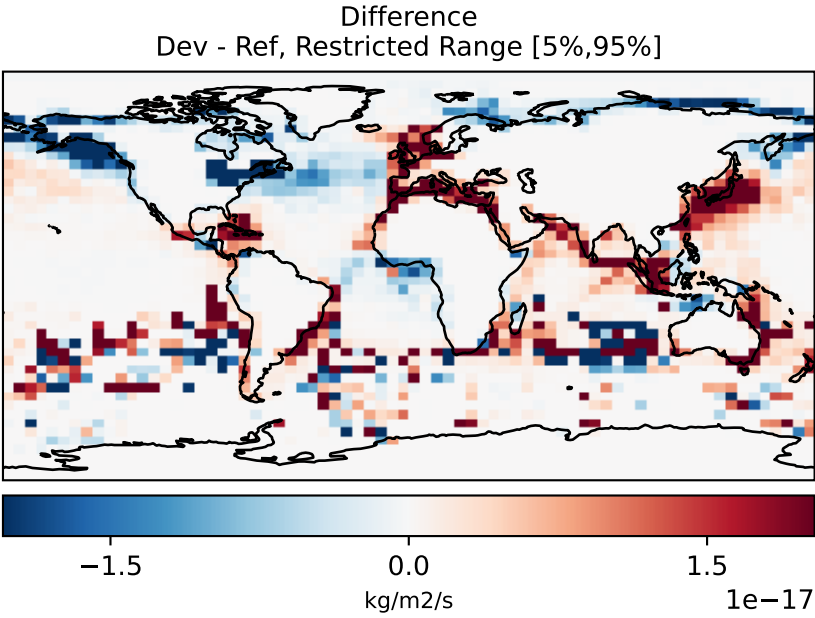 Difference
Dev - Ref, Restricted Range [5%,95%]
−1.5 0.0 1.5
kg/m2/s 1e−17